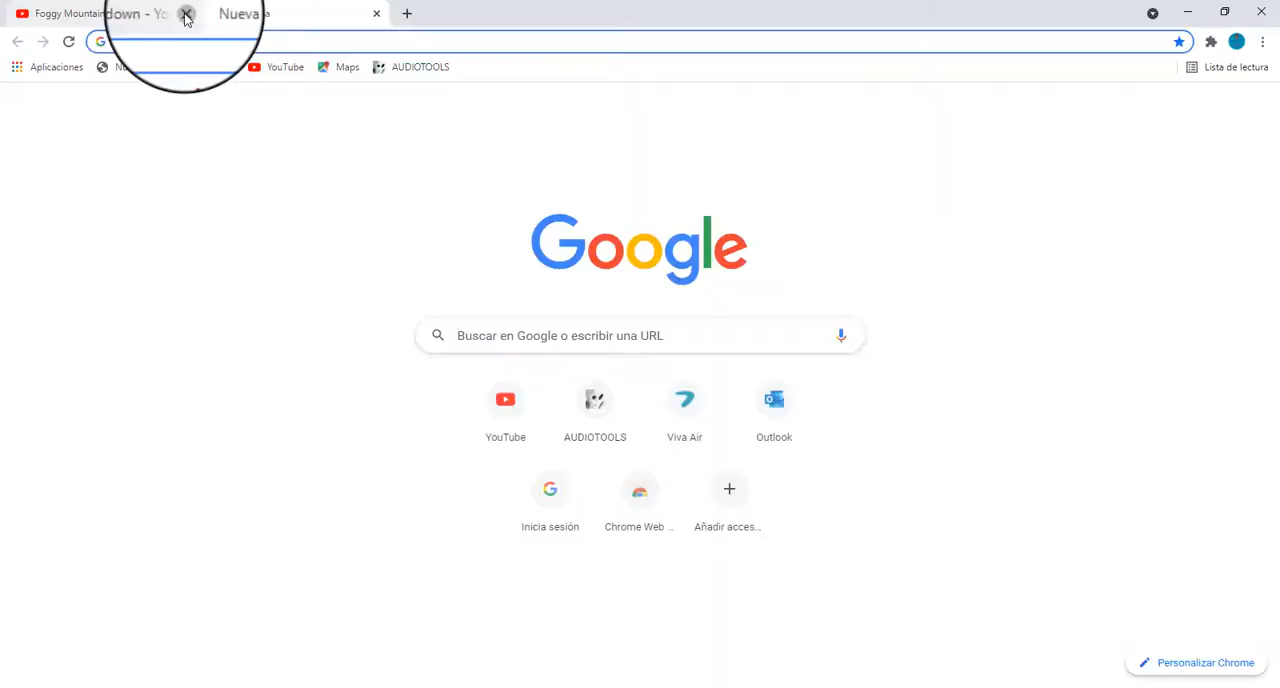 Foggy Mountain
down - Yo
Nueva
Aplicaciones
YouTube
Maps
AUDIOTOOLS
Lista de lectura
Google
Buscar en Google o escribir una URL
YouTube
AUDIOTOOLS
Viva Air
Outlook
Inicia sesión
Chrome Web ...
Añadir acces...
Personalizar Chrome